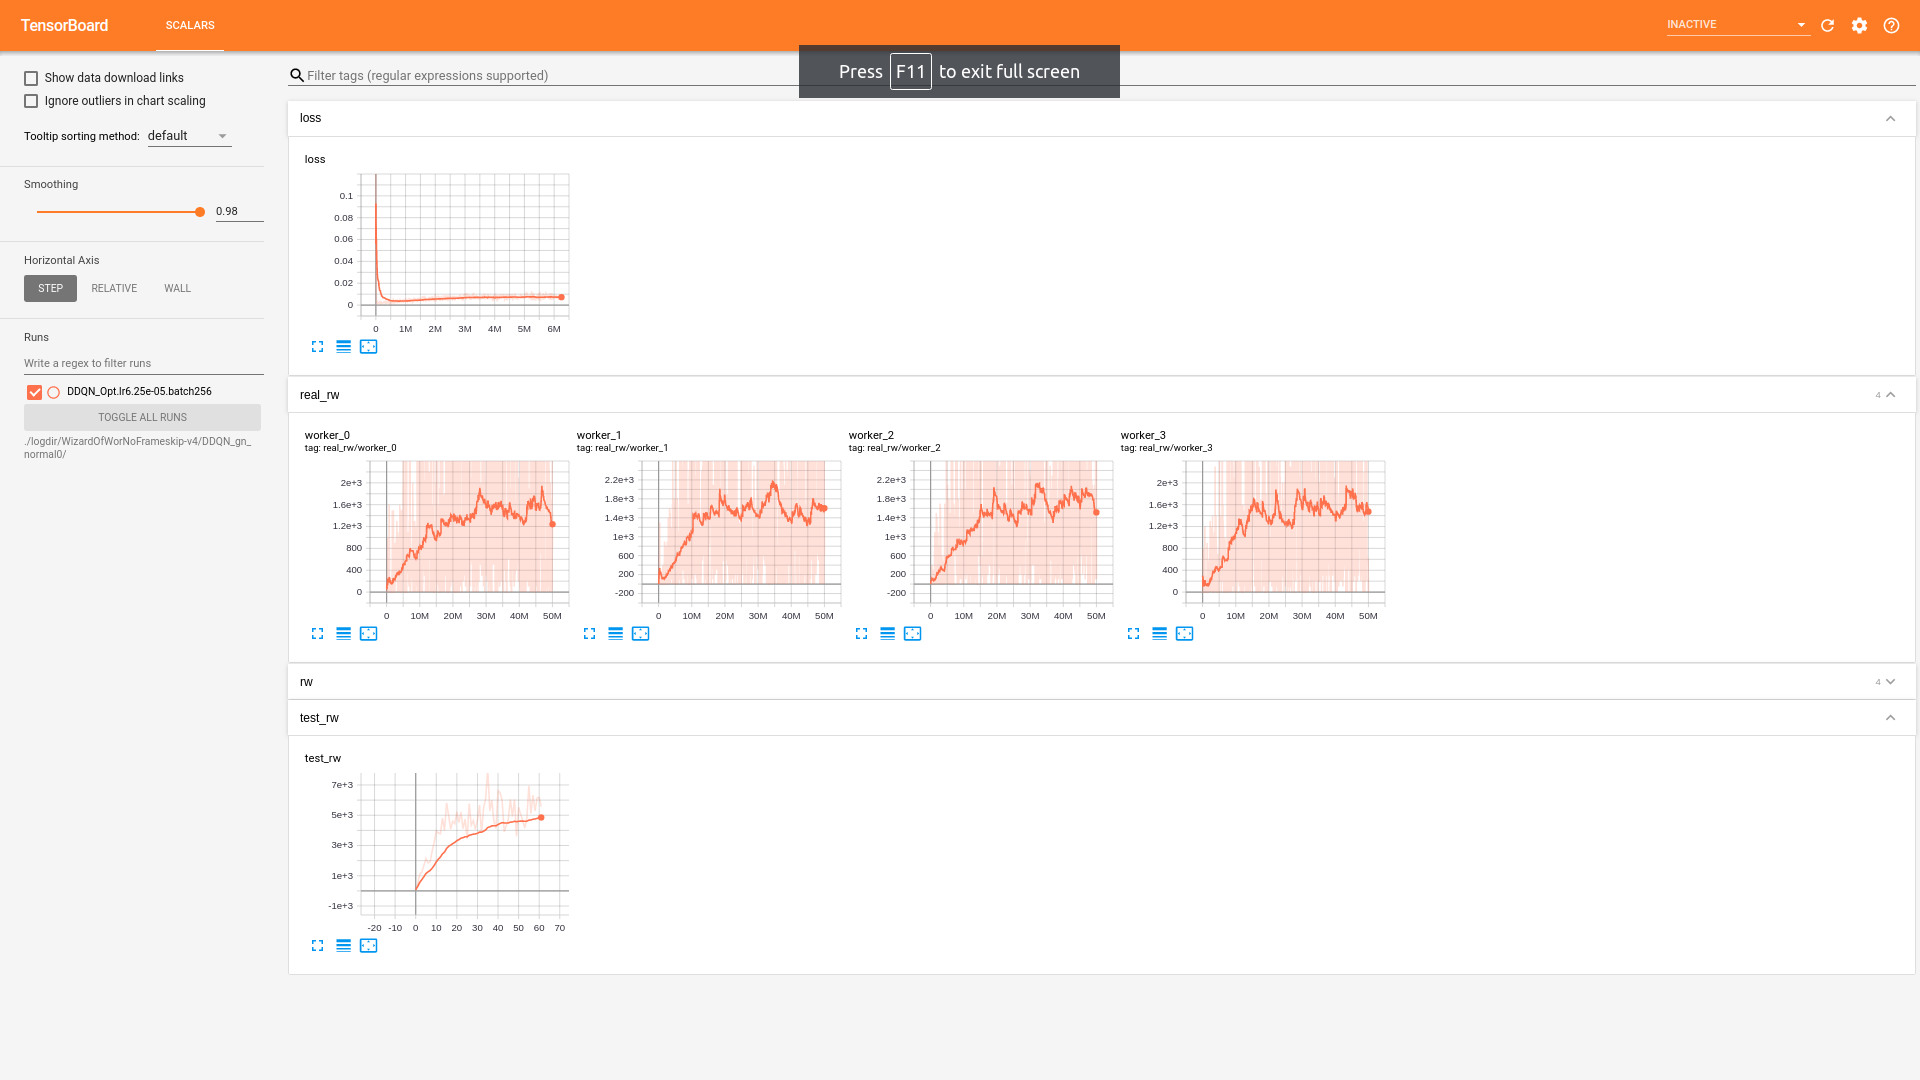 TensorBoard
SCALARS
INACTIVE
Press F11 to exit full screen
Show data download links
Ignore outliers in chart scaling
Tooltip sorting method: default
Smoothing
0.98
Horizontal Axis
STEP RELATIVE WALL
Runs
Write a regex to filter runs
DDQN_Opt.lr6.25e-05.batch256
TOGGLE ALL RUNS
./logdir/WizardOfWorNoFrameskip-v4/DDQN_gn_
normal0/
Filter tags (regular expressions supported)
loss
loss
0.1
0.08
0.06
0.04
0.02
0
0 1M 2M 3M 4M 5M 6M
real_rw
4
worker_0
tag: real_rw/worker_0
2e+3
1.6e+3
1.2e+3
800
400
0
0 10M 20M 30M 40M 50M
worker_1
tag: real_rw/worker_1
2.2e+3
1.8e+3
1.4e+3
1e+3
600
200
-200
0 10M 20M 30M 40M 50M
worker_2
tag: real_rw/worker_2
2.2e+3
1.8e+3
1.4e+3
1e+3
600
200
-200
0 10M 20M 30M 40M 50M
worker_3
tag: real_rw/worker_3
2e+3
1.6e+3
1.2e+3
800
400
0
0 10M 20M 30M 40M 50M
rw
4
test_rw
test_rw
7e+3
5e+3
3e+3
1e+3
-1e+3
-20 -10 0 10 20 30 40 50 60 70